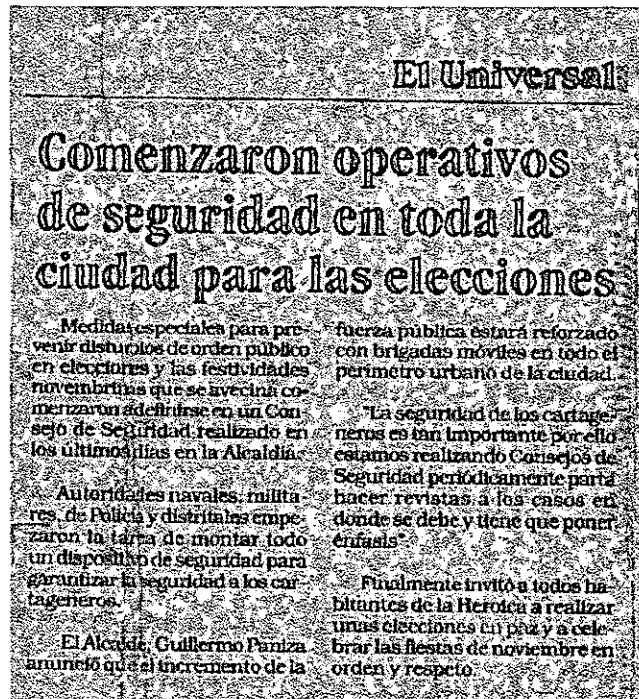 El Universal
Comenzaron operativos
de seguridad en toda la
ciudad para las elecciones
Medidas especiales para pre-
venir disturbios de orden público
en elecciones y las festividades
novembrinas que se avecina co-
menzaron a definirse en un Con-
sejo de Seguridad realizado en
los últimos días en la Alcaldía.
Autoridades navales, milita-
res, de Policía y distritales empe-
zaron la tarea de montar todo
un dispositivo de seguridad para
garantizar la seguridad a los car-
tageneros.
El Alcalde, Guillermo Paniza
anunció que el incremento de la
fuerza pública estará reforzado
con brigadas móviles en todo el
perímetro urbano de la ciudad.
"La seguridad de los cartage-
neros es tan importante por ello
estamos realizando Consejos de
Seguridad periódicamente parta
hacer revistas a los casos en
donde se debe y tiene que poner
énfasis"
Finalmente invitó a todos ha-
bitantes de la Heroica a realizar
unas elecciones en paz y a cele-
brar las fiestas de noviembre en
orden y respeto.